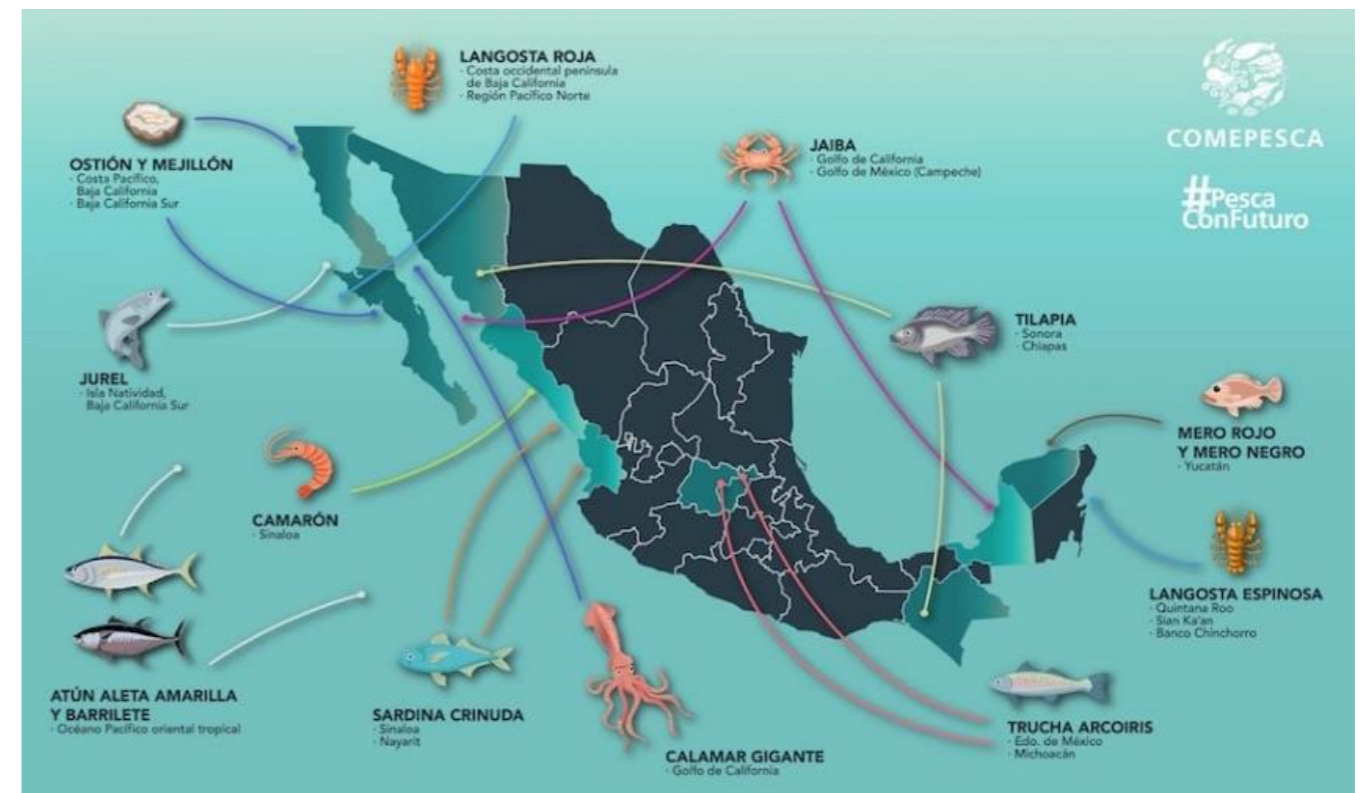 LANGOSTA ROJA
· Costa occidental península
de Baja California
· Región Pacífico Norte
COMEPESCA
#Pesca
ConFuturo
OSTIÓN Y MEJILLÓN
· Costa Pacífico,
Baja California
· Baja California Sur
JAIBA
· Golfo de California
· Golfo de México (Campeche)
TILAPIA
· Sonora
· Chiapas
JUREL
· Isla Natividad,
Baja California Sur
MERO ROJO
Y MERO NEGRO
· Yucatán
CAMARÓN
· Sinaloa
LANGOSTA ESPINOSA
· Quintana Roo
· Sian Ka'an
· Banco Chinchorro
ATÚN ALETA AMARILLA
Y BARRILETE
· Océano Pacífico oriental tropical
SARDINA CRINUDA
· Sinaloa
· Nayarit
CALAMAR GIGANTE
· Golfo de California
TRUCHA ARCOIRIS
· Edo. de México
· Michoacán